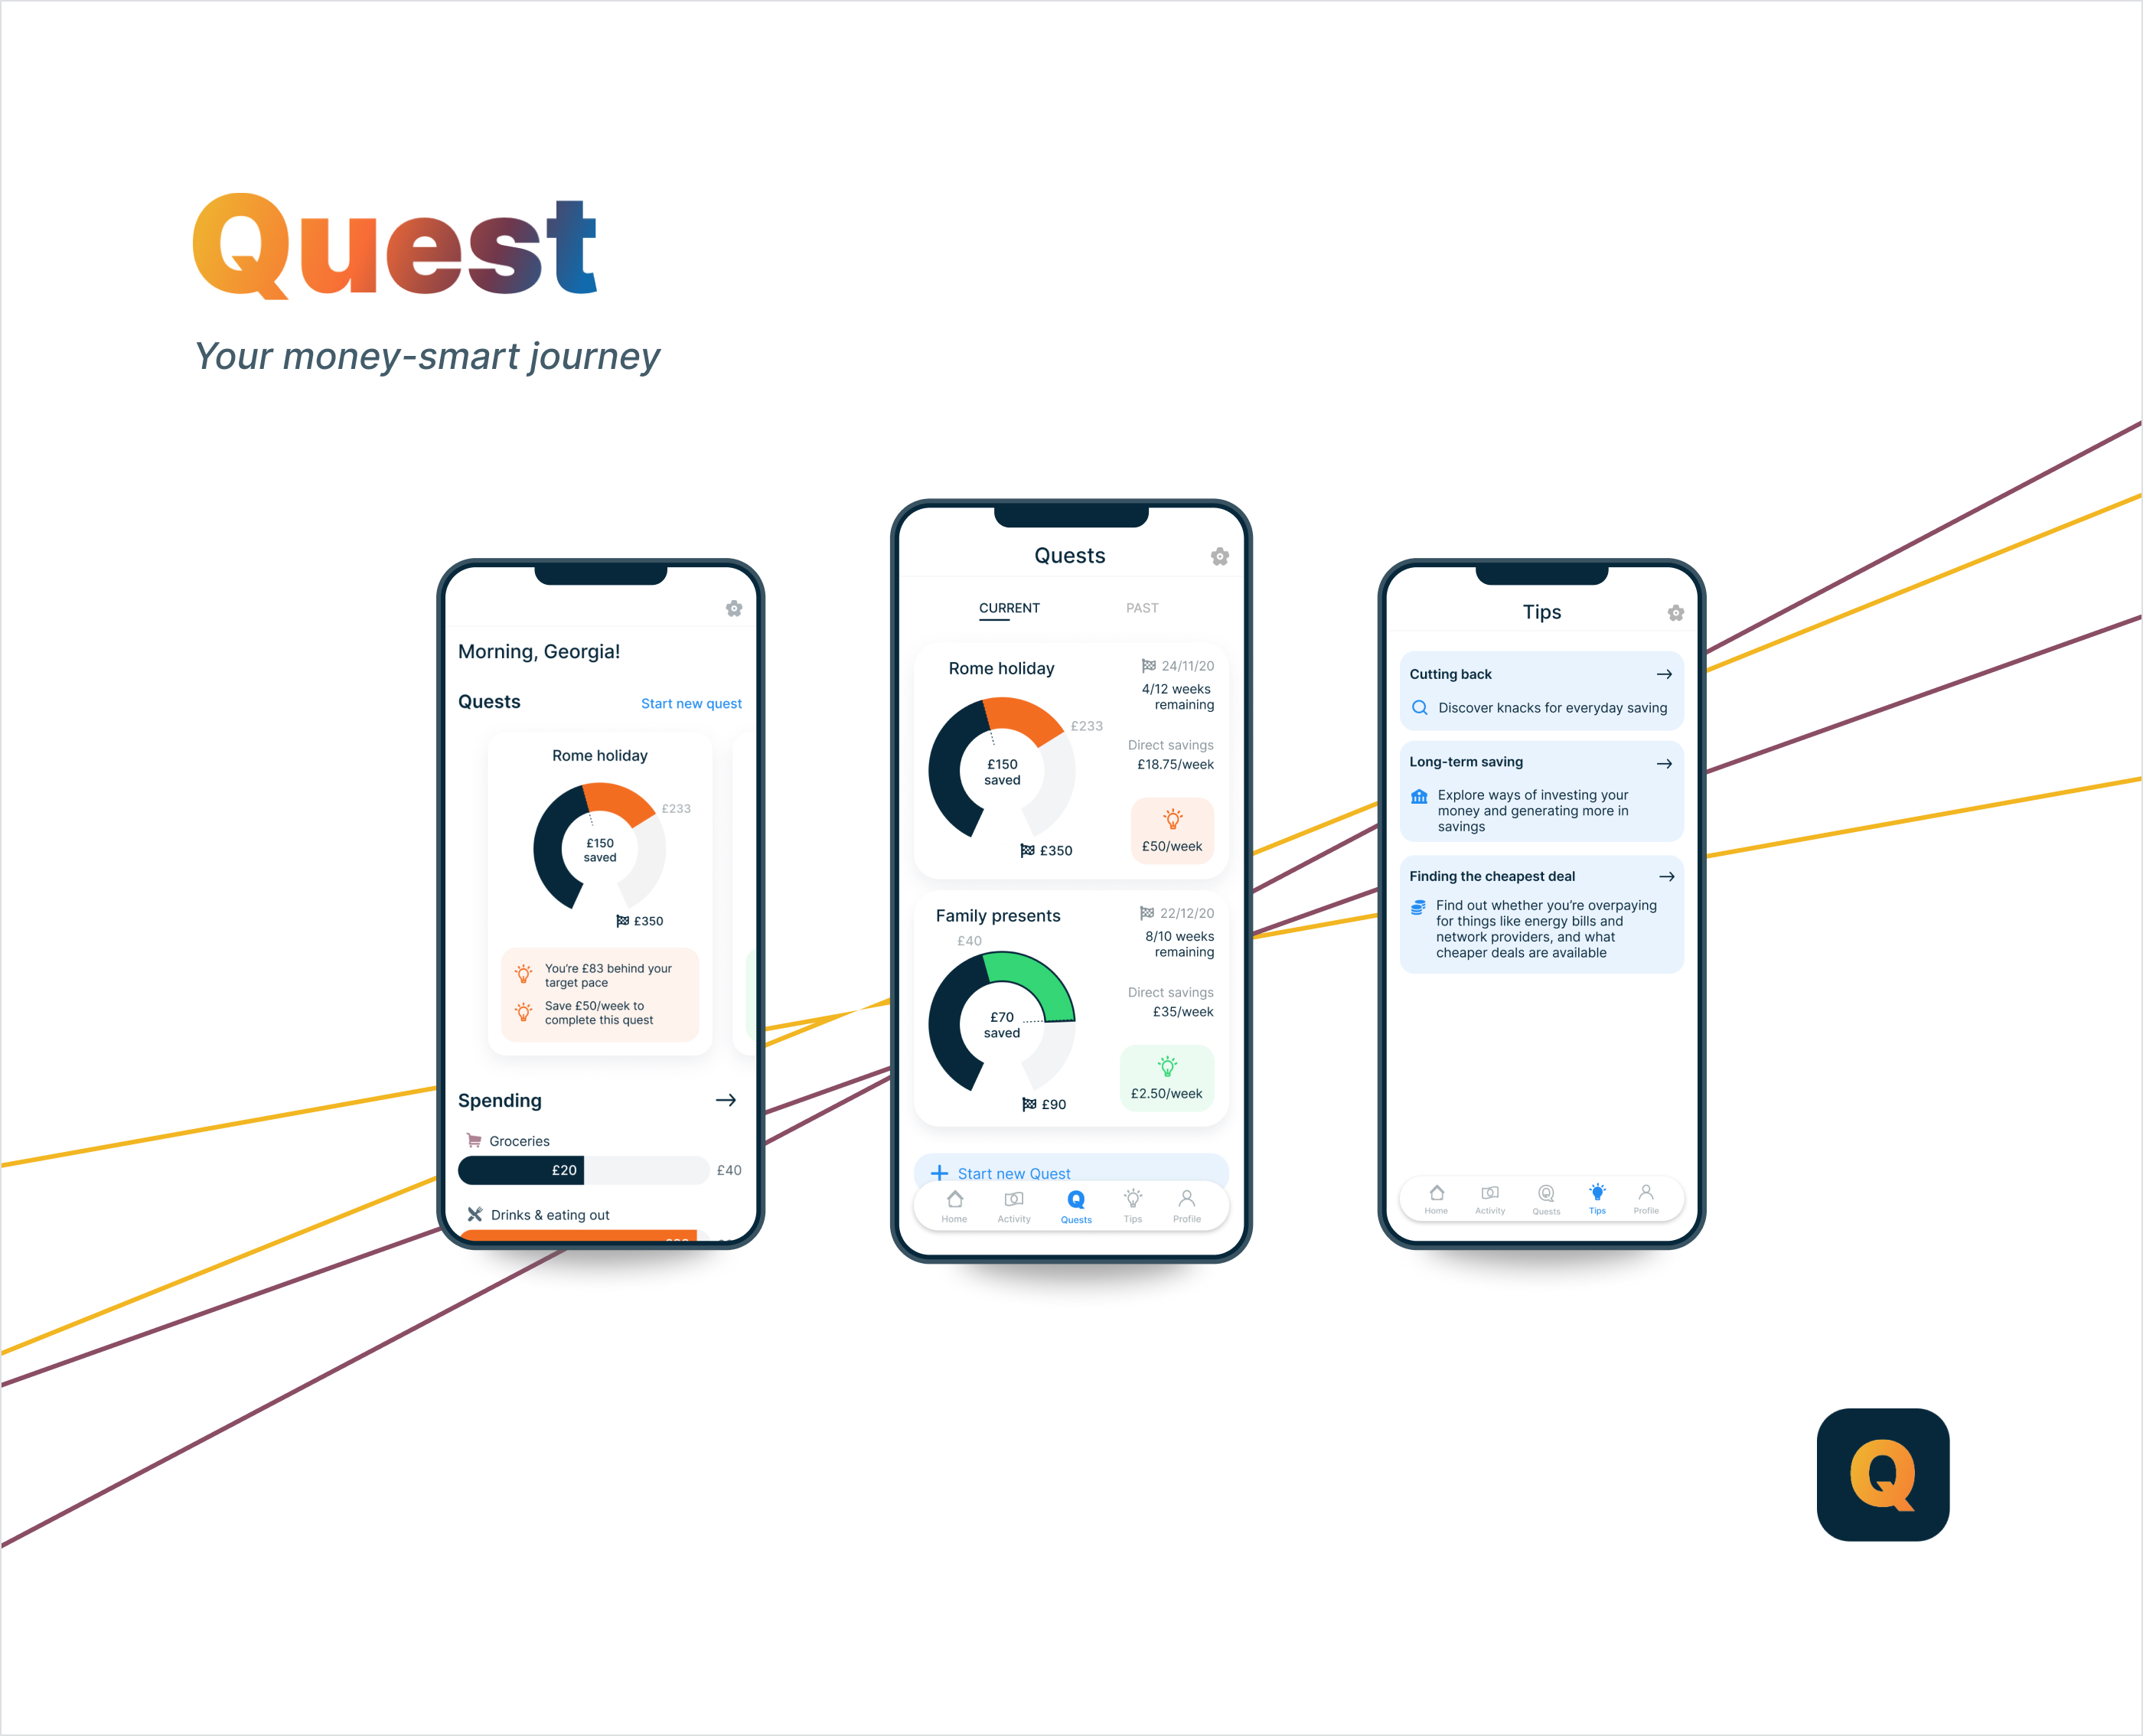 Quest
Your money-smart journey
Morning, Georgia!
Quests
Start new quest
Rome holiday
£233
£150
saved
£350
You're £83 behind your
target pace
Save £50/week to
complete this quest
Spending
Groceries
£20
£40
Drinks & eating out
Quests
CURRENT
PAST
Rome holiday
24/11/20
4/12 weeks
remaining
£233
Direct savings
£18.75/week
£150
saved
£350
£50/week
Family presents
22/12/20
£40
8/10 weeks
remaining
Direct savings
£35/week
£70
saved
£90
£2.50/week
Start new Quest
Home
Activity
Quests
Tips
Profile
Tips
Cutting back
Discover knacks for everyday saving
Long-term saving
Explore ways of investing your
money and generating more in
savings
Finding the cheapest deal
Find out whether you're overpaying
for things like energy bills and
network providers, and what
cheaper deals are available
Home
Activity
Quests
Tips
Profile
Q